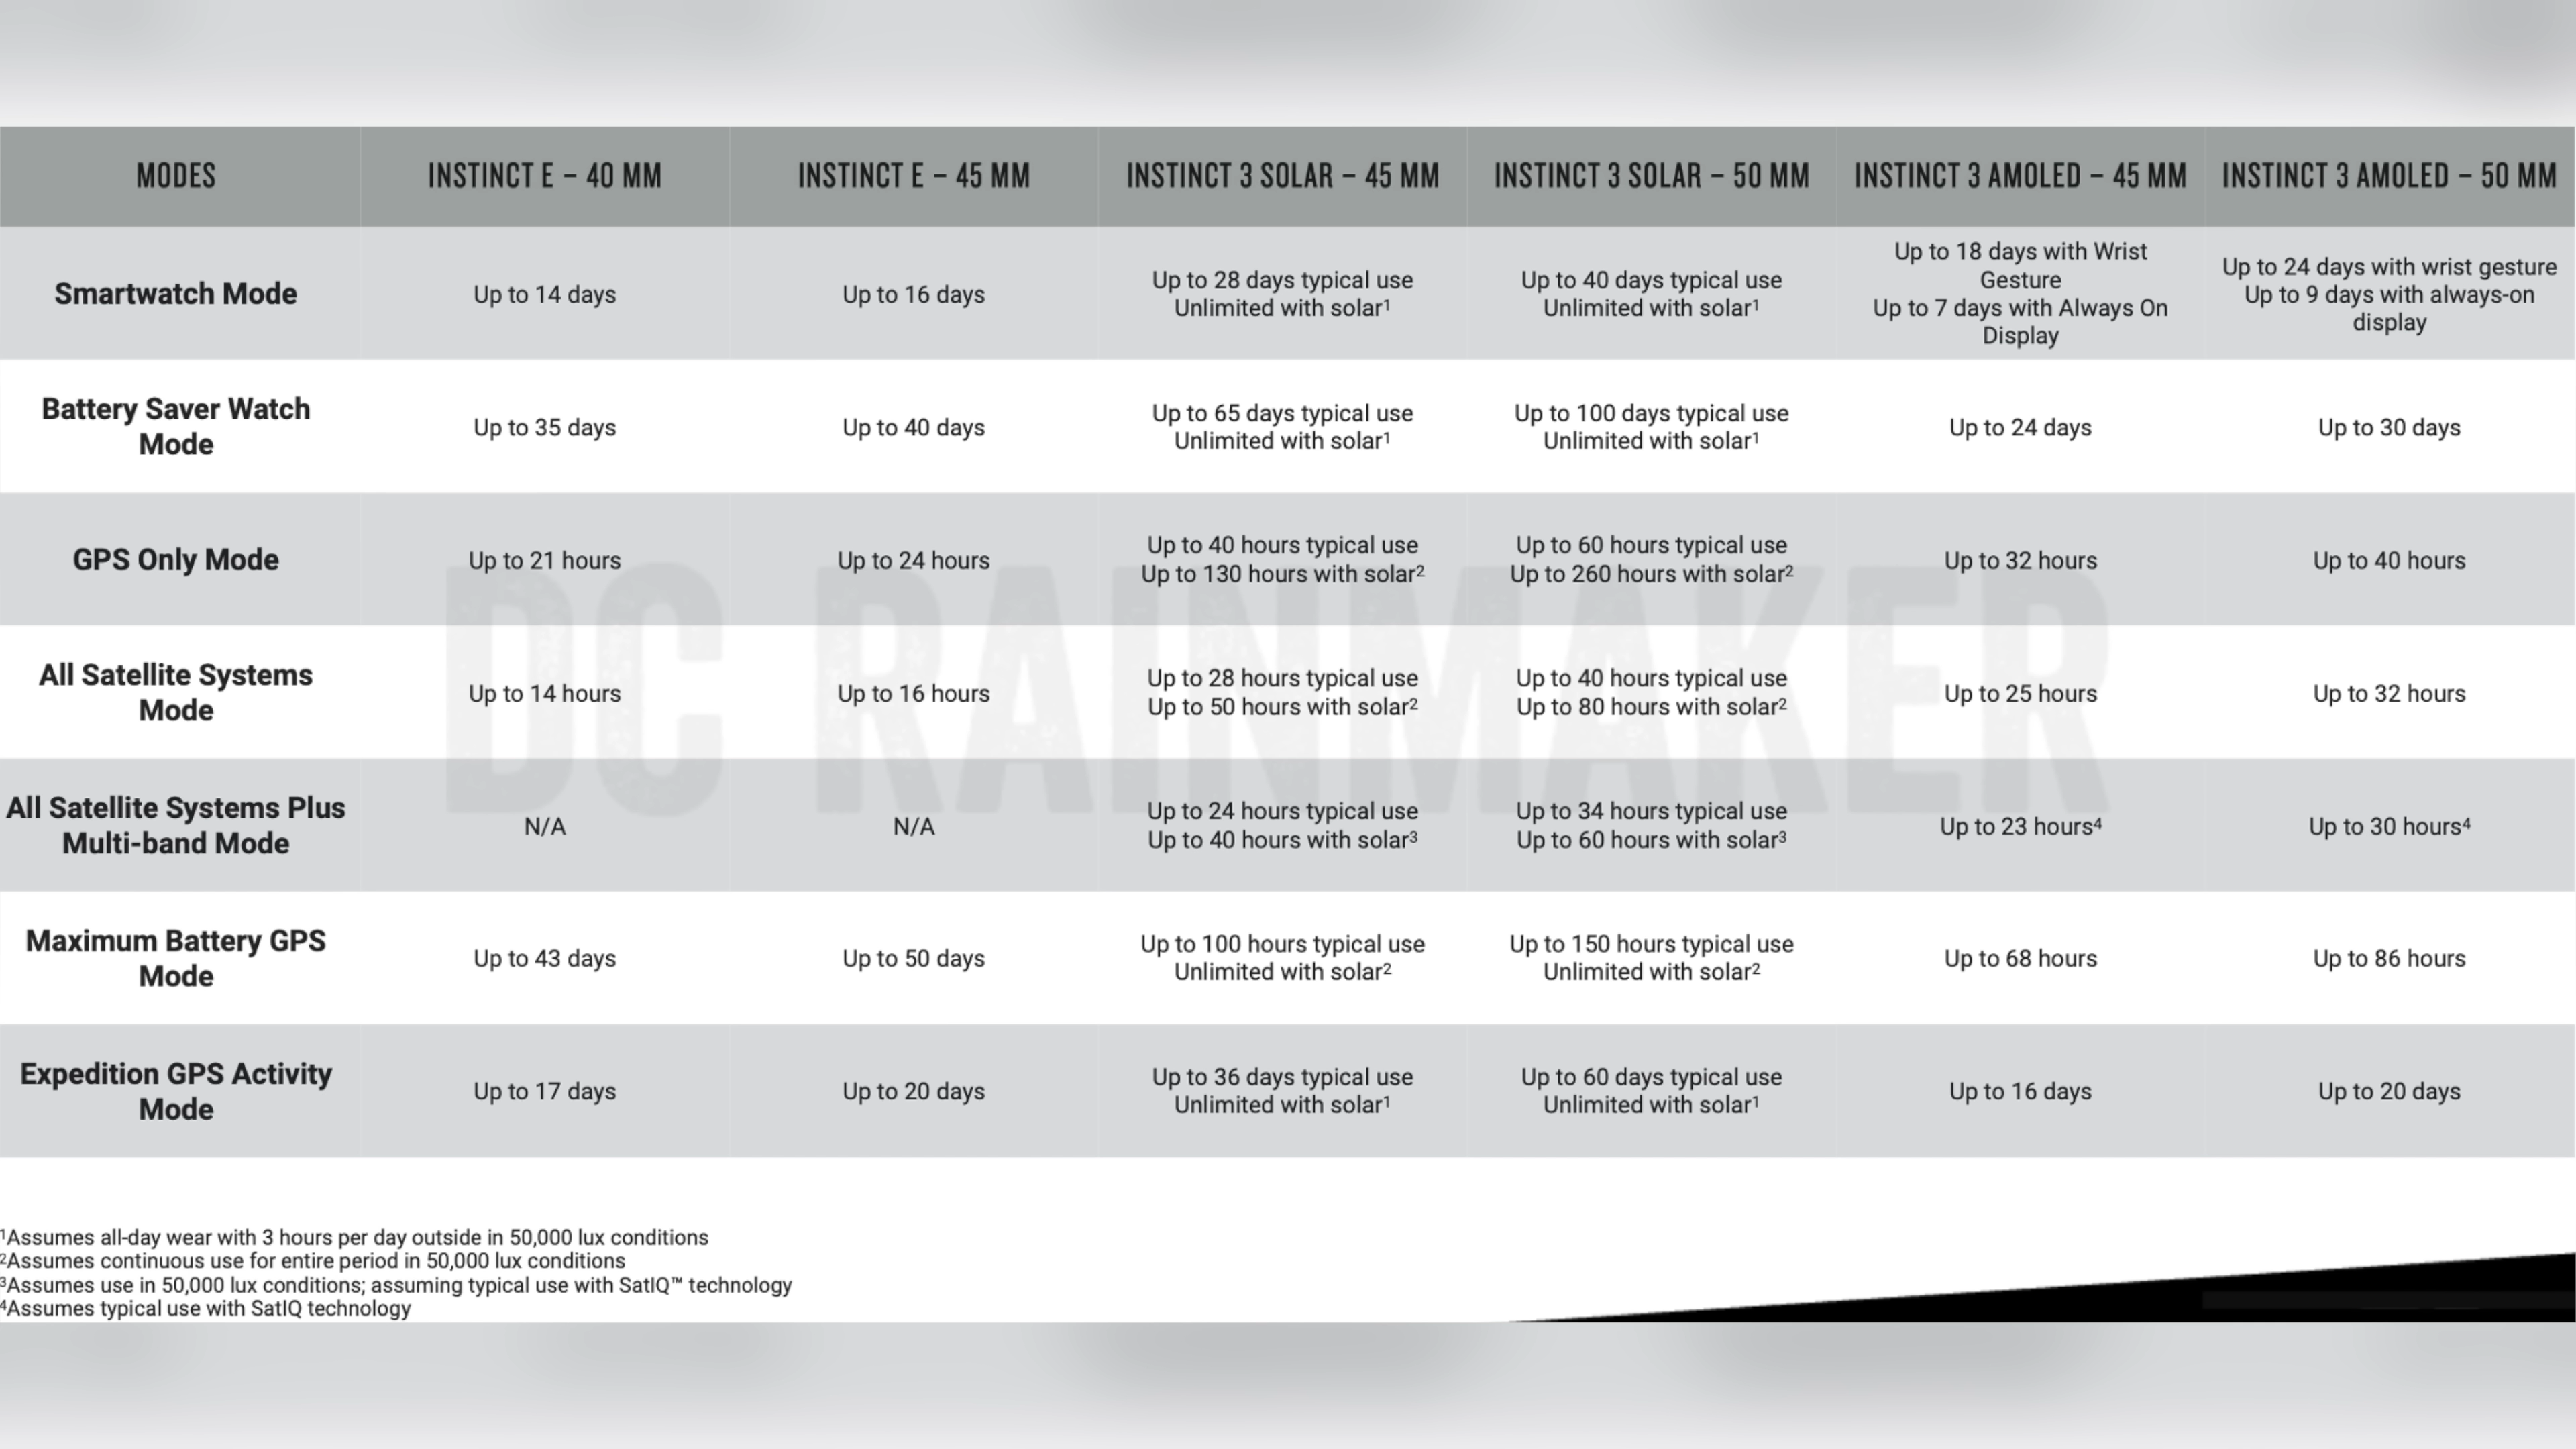 MODES
INSTINCT E – 40 MM
INSTINCT E – 45 MM
INSTINCT 3 SOLAR – 45 MM
INSTINCT 3 SOLAR – 50 MM
INSTINCT 3 AMOLED – 45 MM
INSTINCT 3 AMOLED – 50 MM
Smartwatch Mode
Up to 14 days
Up to 16 days
Up to 28 days typical use
Unlimited with solar¹
Up to 40 days typical use
Unlimited with solar¹
Up to 18 days with Wrist
Gesture
Up to 7 days with Always On
Display
Up to 24 days with wrist gesture
Up to 9 days with always-on
display
Battery Saver Watch
Mode
Up to 35 days
Up to 40 days
Up to 65 days typical use
Unlimited with solar¹
Up to 100 days typical use
Unlimited with solar¹
Up to 24 days
Up to 30 days
GPS Only Mode
Up to 21 hours
Up to 24 hours
Up to 40 hours typical use
Up to 130 hours with solar²
Up to 60 hours typical use
Up to 260 hours with solar²
Up to 32 hours
Up to 40 hours
All Satellite Systems
Mode
Up to 14 hours
Up to 16 hours
Up to 28 hours typical use
Up to 50 hours with solar²
Up to 40 hours typical use
Up to 80 hours with solar²
Up to 25 hours
Up to 32 hours
DC RAINMAKER
All Satellite Systems Plus
Multi-band Mode
N/A
N/A
Up to 24 hours typical use
Up to 40 hours with solar³
Up to 34 hours typical use
Up to 60 hours with solar³
Up to 23 hours⁴
Up to 30 hours⁴
Maximum Battery GPS
Mode
Up to 43 days
Up to 50 days
Up to 100 hours typical use
Unlimited with solar²
Up to 150 hours typical use
Unlimited with solar²
Up to 68 hours
Up to 86 hours
Expedition GPS Activity
Mode
Up to 17 days
Up to 20 days
Up to 36 days typical use
Unlimited with solar¹
Up to 60 days typical use
Unlimited with solar¹
Up to 16 days
Up to 20 days
¹Assumes all-day wear with 3 hours per day outside in 50,000 lux conditions
²Assumes continuous use for entire period in 50,000 lux conditions
³Assumes use in 50,000 lux conditions; assuming typical use with SatIQ™ technology
⁴Assumes typical use with SatIQ technology